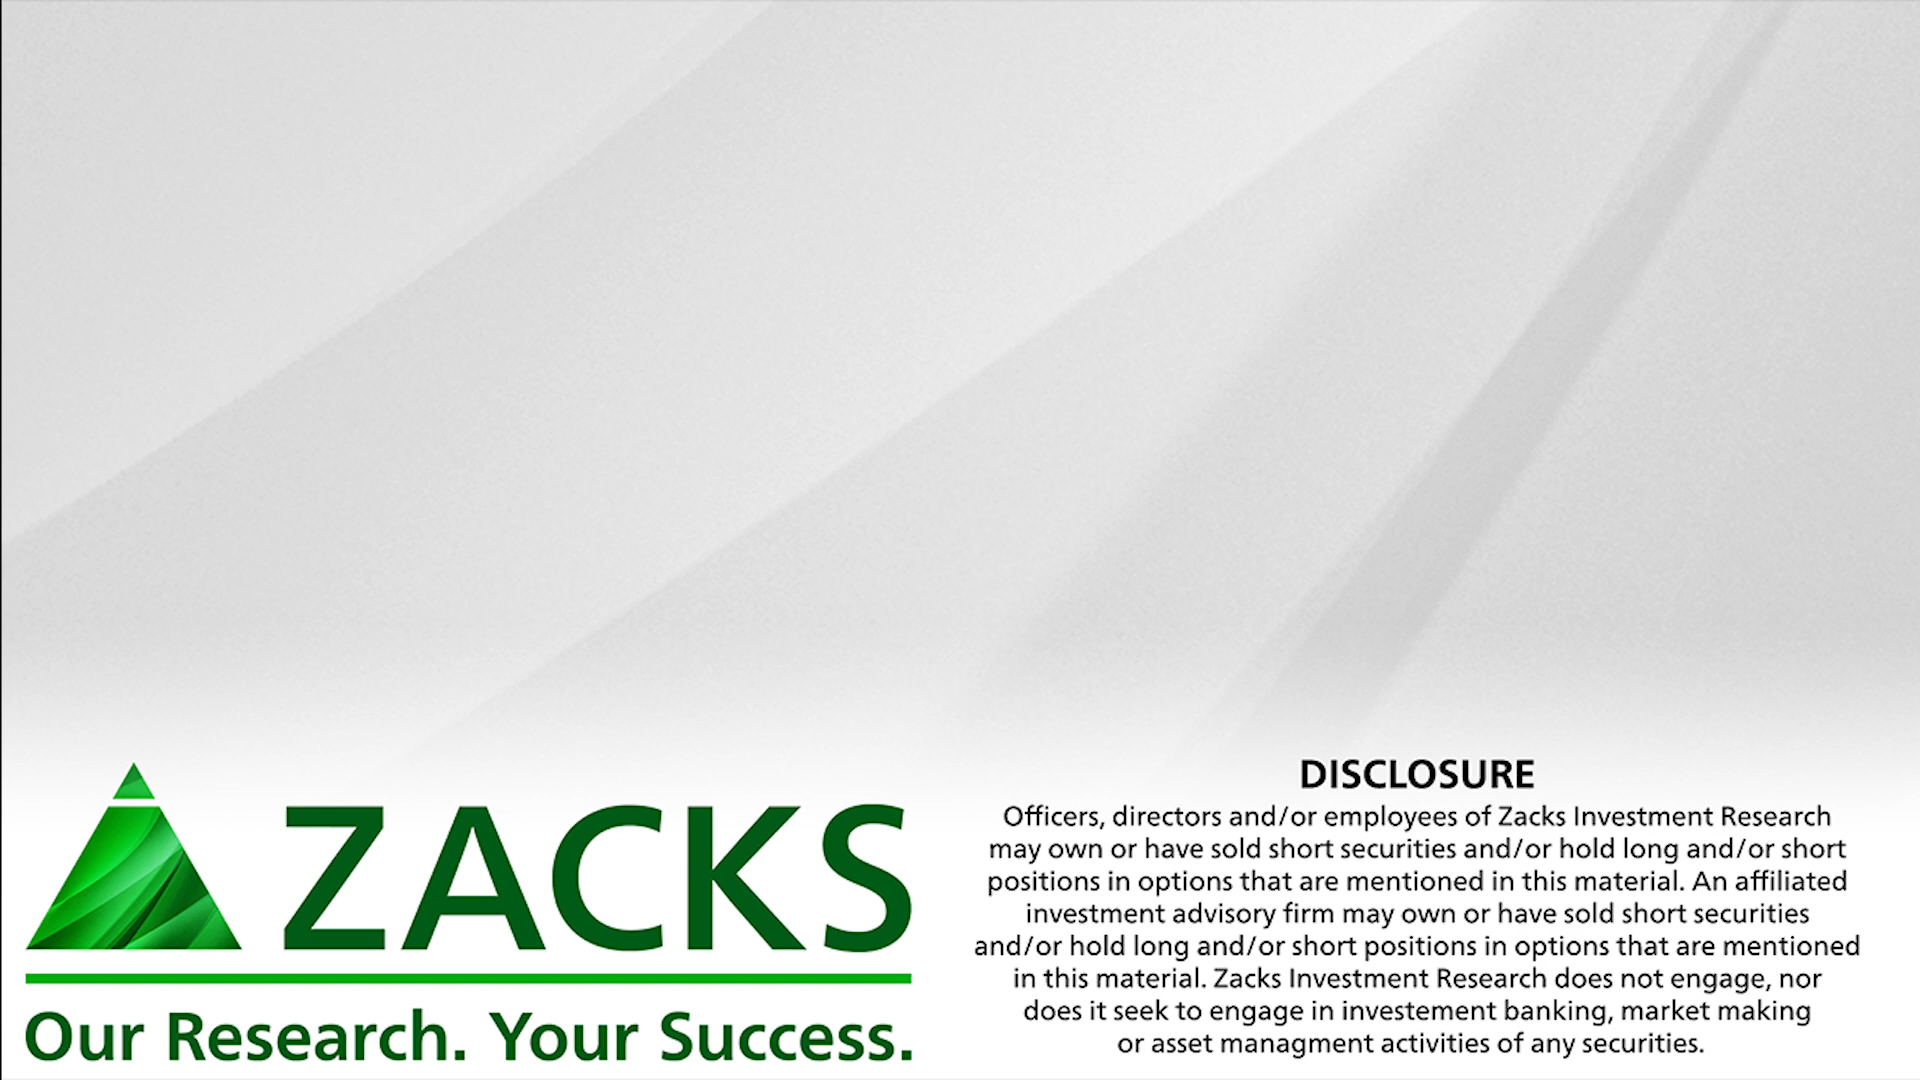 ZACKS
Our Research. Your Success.
DISCLOSURE
Officers, directors and/or employees of Zacks Investment Research
may own or have sold short securities and/or hold long and/or short
positions in options that are mentioned in this material. An affiliated
investment advisory firm may own or have sold short securities
and/or hold long and/or short positions in options that are mentioned
in this material. Zacks Investment Research does not engage, nor
does it seek to engage in investement banking, market making
or asset managment activities of any securities.